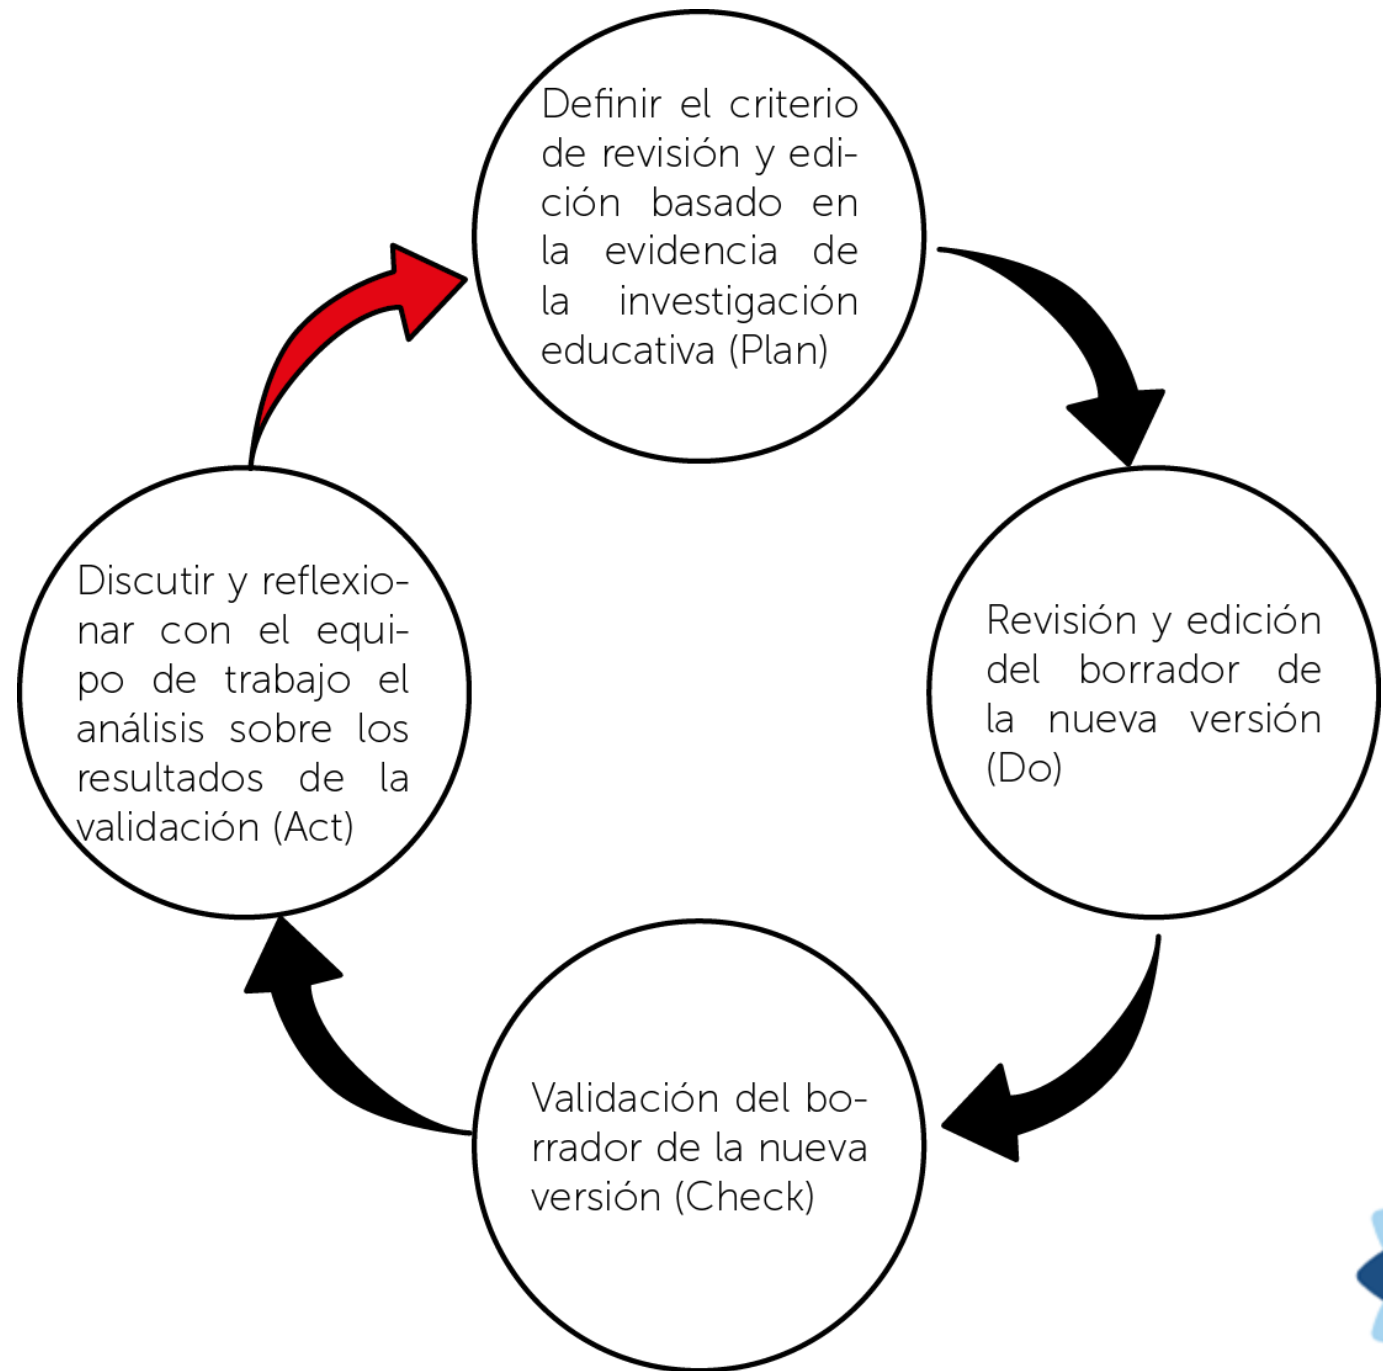 Definir el criterio
de revisión y edi-
ción basado en
la evidencia de
la investigación
educativa (Plan)
Revisión y edición
del borrador de
la nueva versión
(Do)
Validación del bo-
rrador de la nueva
versión (Check)
Discutir y reflexio-
nar con el equi-
po de trabajo el
análisis sobre los
resultados de la
validación (Act)